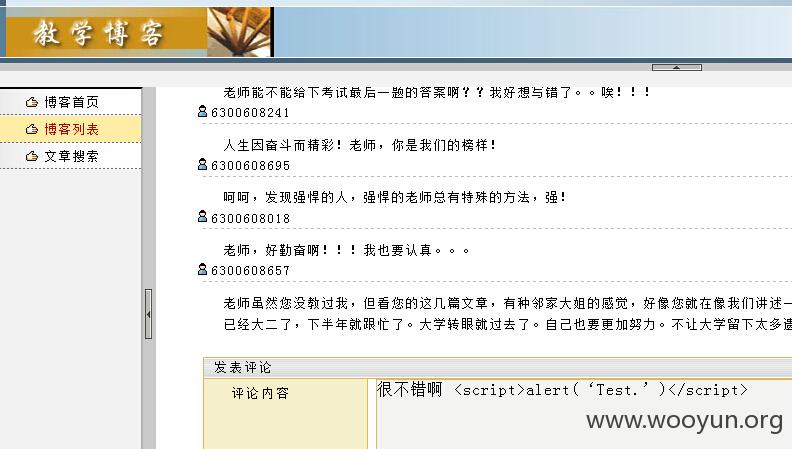 教学博客
博客首页
博客列表
文章搜索
老师能不能给下考试最后一题的答案啊？？我好想写错了。。唉！！！
6300608241
人生因奋斗而精彩！老师，你是我们的榜样！
6300608695
呵呵，发现强悍的人，强悍的老师总有特殊的方法，强！
6300608018
老师，好勤奋啊！！！我也要认真。。。
6300608657
老师虽然您没教过我，但看您的这几篇文章，有种邻家大姐的感觉，好像您就在像我们讲述一
已经大二了，下半年就跟忙了。大学转眼就过去了。自己也要更加努力。不让大学留下太多遗
发表评论
评论内容
很不错啊 <script>alert(‘Test.’)</script>
www.wooyun.org